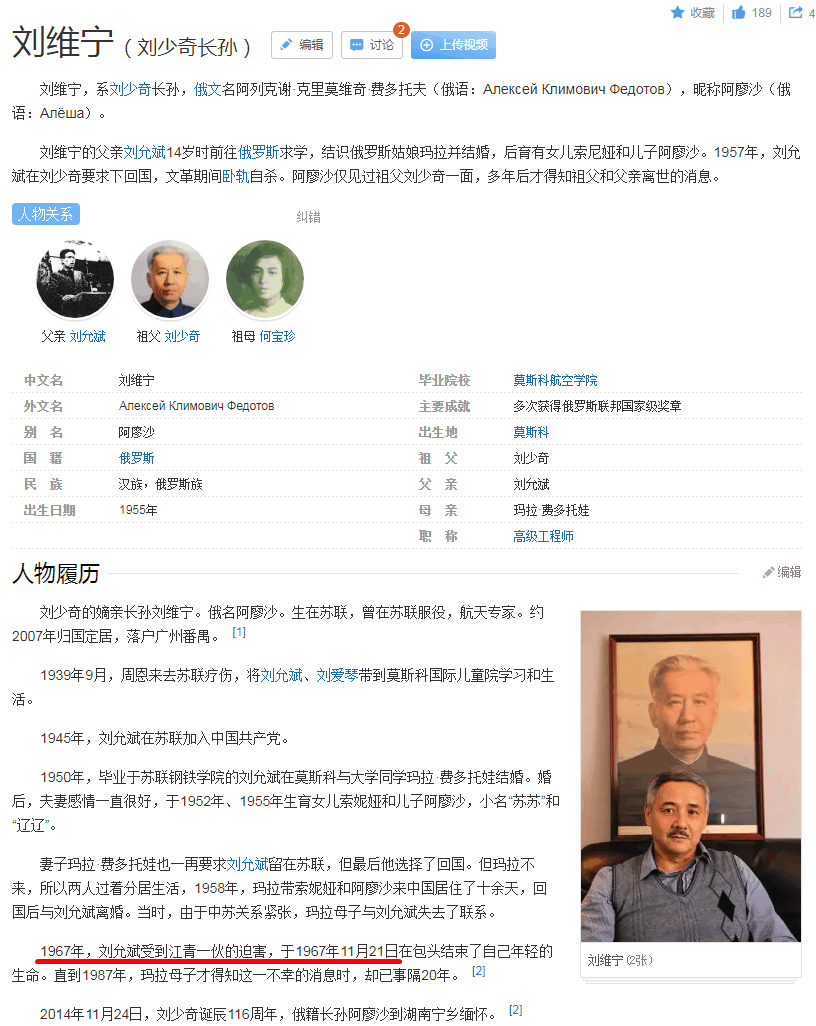 收藏 189 4
刘维宁（刘少奇长孙） 编辑 讨论 2 上传视频
刘维宁，系刘少奇长孙，俄文名阿列克谢·克里莫维奇·费多托夫（俄语：Алексей Климович Федотов），昵称阿廖沙（俄
语：Алёша）。
刘维宁的父亲刘允斌14岁时前往俄罗斯求学，结识俄罗斯姑娘玛拉并结婚，后育有女儿索尼娅和儿子阿廖沙。1957年，刘允
斌在刘少奇要求下回国，文革期间卧轨自杀。阿廖沙仅见过祖父刘少奇一面，多年后才得知祖父和父亲离世的消息。
人物关系 纠错
父亲 刘允斌 祖父 刘少奇 祖母 何宝珍
中文名 刘维宁 毕业院校 莫斯科航空学院
外文名 Алексей Климович Федотов 主要成就 多次获得俄罗斯联邦国家级奖章
别 名 阿廖沙 出生地 莫斯科
国 籍 俄罗斯 祖 父 刘少奇
民 族 汉族，俄罗斯族 父 亲 刘允斌
出生日期 1955年 母 亲 玛拉·费多托娃
职 称 高级工程师
人物履历 编辑
刘少奇的嫡亲长孙刘维宁。俄名阿廖沙。生在苏联，曾在苏联服役，航天专家。约
2007年归国定居，落户广州番禺。 [1]
1939年9月，周恩来去苏联疗伤，将刘允斌、刘爱琴带到莫斯科国际儿童院学习和生
活。
1945年，刘允斌在苏联加入中国共产党。
1950年，毕业于苏联钢铁学院的刘允斌在莫斯科与大学同学玛拉·费多托娃结婚。婚
后，夫妻感情一直很好，于1952年、1955年生育女儿索妮娅和儿子阿廖沙，小名“苏苏”和
“辽辽”。
妻子玛拉·费多托娃也一再要求刘允斌留在苏联，但最后他选择了回国。但玛拉不
来，所以两人过着分居生活，1958年，玛拉带索妮娅和阿廖沙来中国居住了十余天，回
国后与刘允斌离婚。当时，由于中苏关系紧张，玛拉母子与刘允斌失去了联系。
1967年，刘允斌受到江青一伙的迫害，于1967年11月21日在包头结束了自己年轻的
生命。直到1987年，玛拉母子才得知这一不幸的消息时，却已事隔20年。 [2]
2014年11月24日，刘少奇诞辰116周年，俄籍长孙阿廖沙到湖南宁乡缅怀。 [2]
刘维宁（2张）